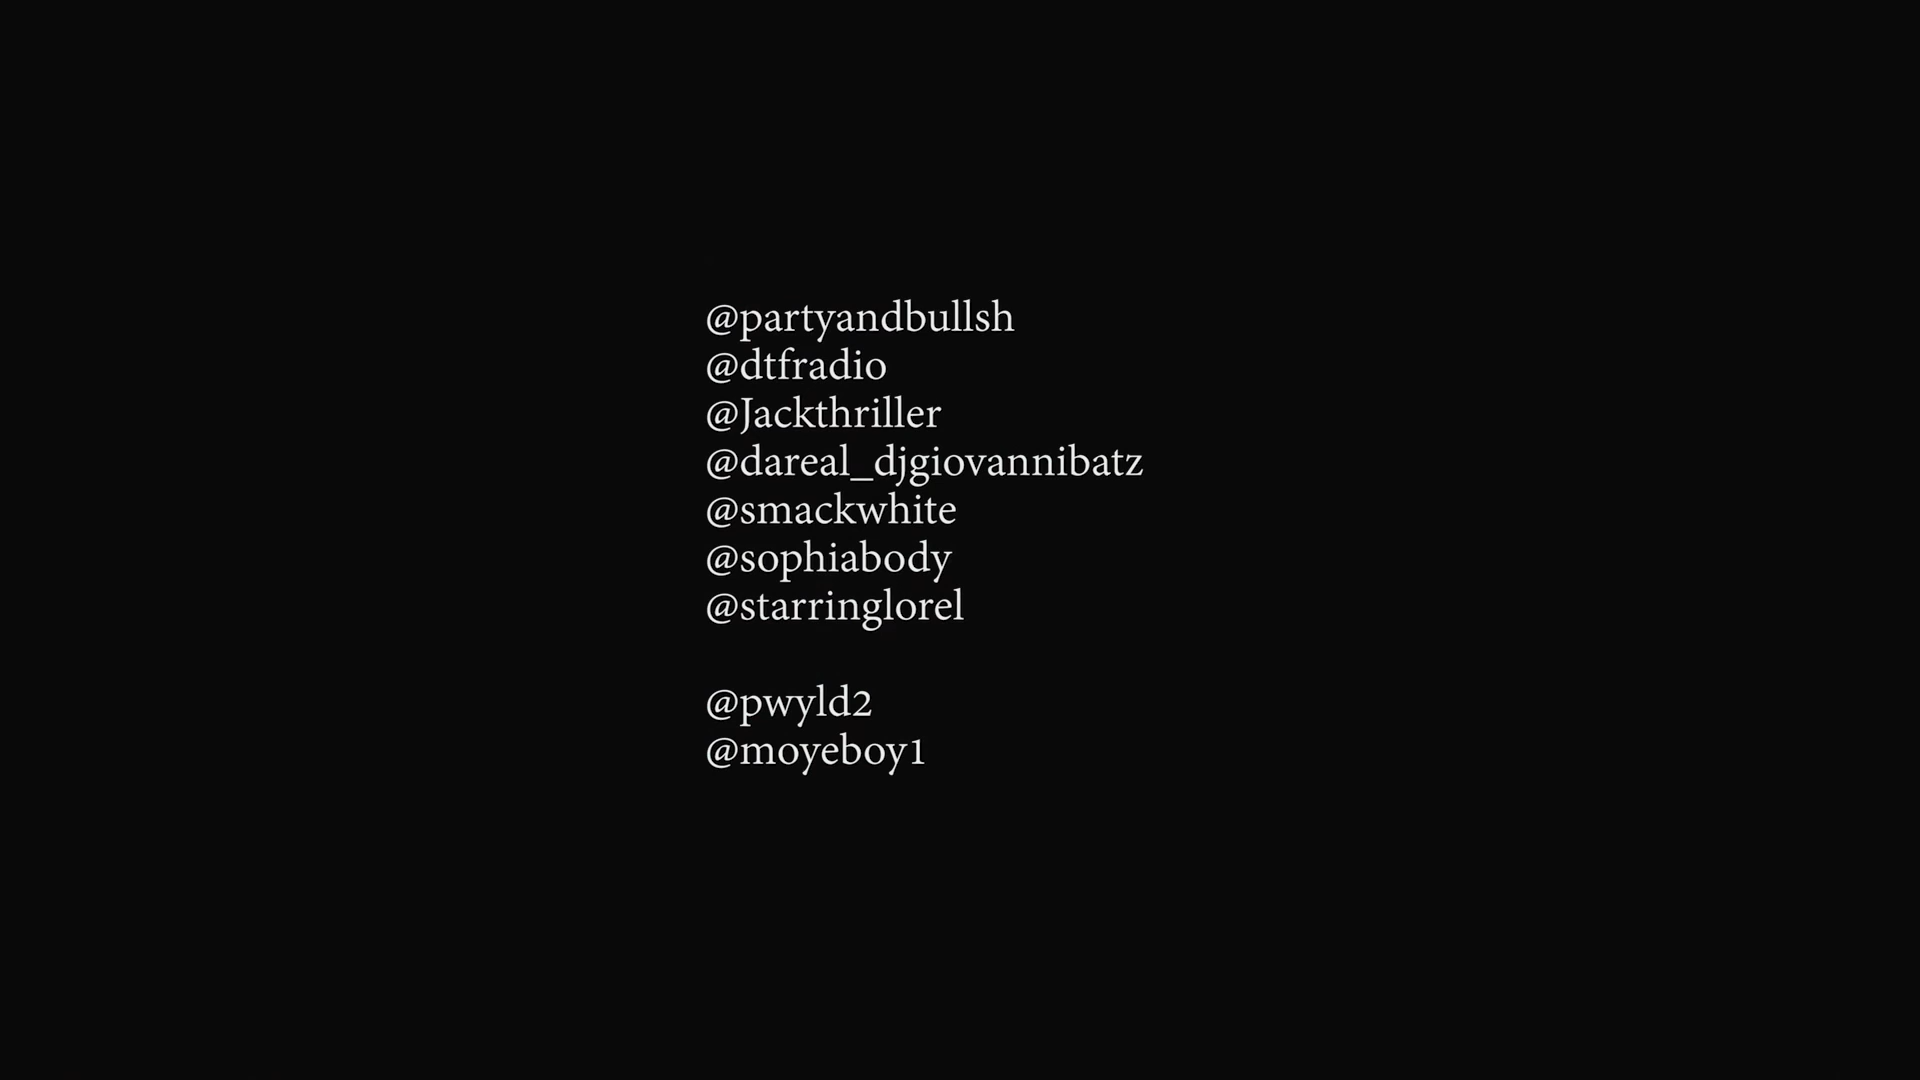 @partyandbullsh
@dtfradio
@Jackthriller
@dareal_djgiovannibatz
@smackwhite
@sophiabody
@starringlorel
@pwyld2
@moyeboy1